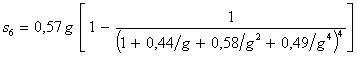 s₆ = 0,57 g [ 1 − 1 / (1 + 0,44/g + 0,58/g² + 0,49/g⁴)⁴ ]